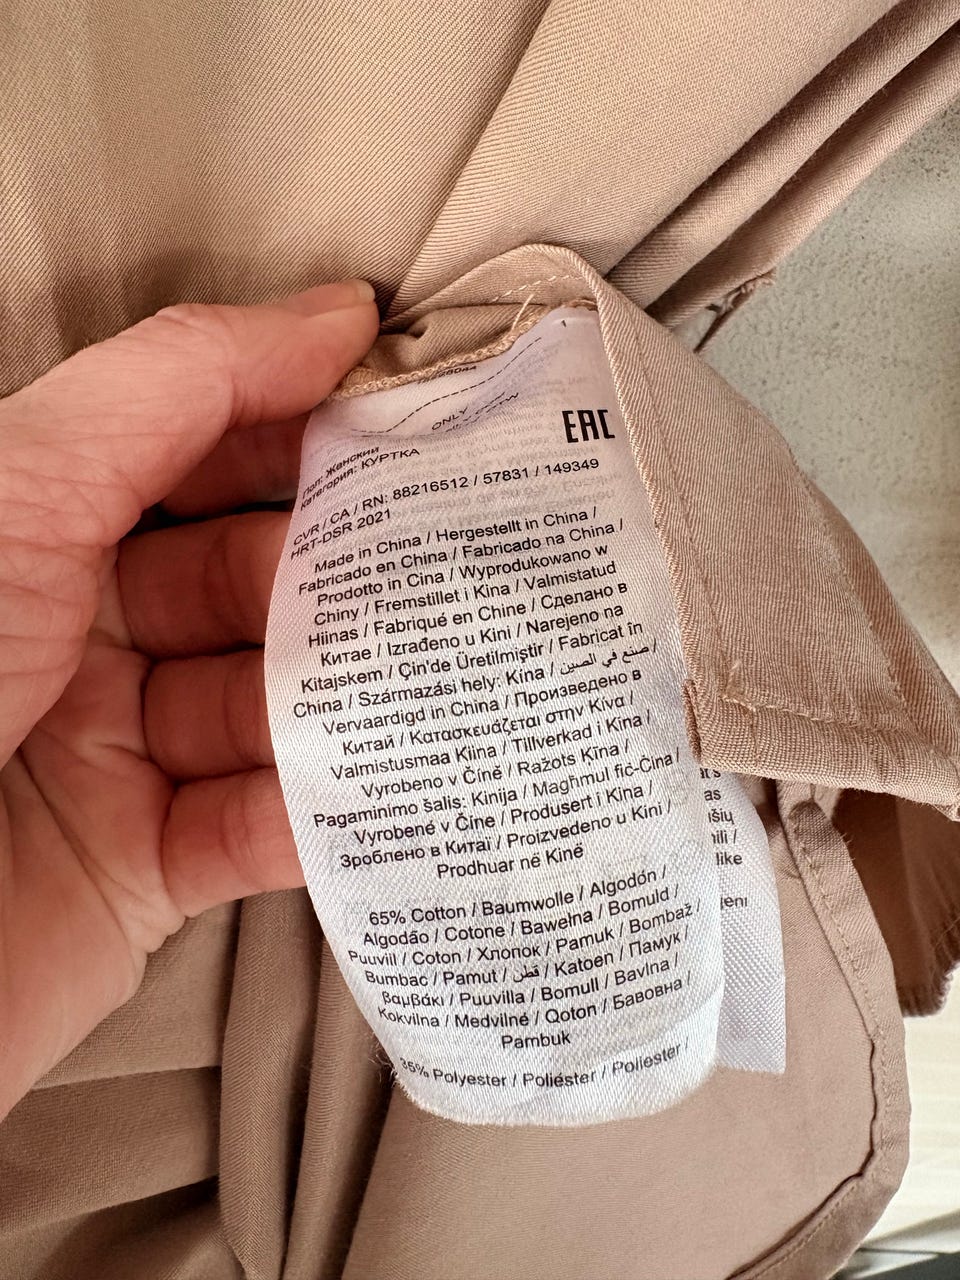 ONLY
EAC
Пол: Женский
Категория: КУРТКА
CVR / CA / RN: 88216512 / 57831 / 149349
HRT-DSR 2021
Made in China / Hergestellt in China /
Fabricado en China / Fabricado na China /
Prodotto in Cina / Wyprodukowano w
Chiny / Fremstillet i Kina / Valmistatud
Hiinas / Fabriqué en Chine / Сделано в
Китае / Izrađeno u Kini / Narejeno na
Kitajskem / Çin'de Üretilmiştir / Fabricat în
China / Származási hely: Kína / صنع في الصين /
Vervaardigd in China / Произведено в
Китай / Κατασκευάζεται στην Κίνα /
Valmistusmaa Kiina / Tillverkad i Kina /
Vyrobeno v Číně / Ražots Ķīna /
Pagaminimo šalis: Kinija / Magħmul fiċ-Ċina /
Vyrobené v Číne / Produsert i Kina /
Зроблено в Китаї / Proizvedeno u Kini /
Prodhuar në Kinë
65% Cotton / Baumwolle / Algodón /
Algodão / Cotone / Bawełna / Bomuld /
Puuvill / Coton / Хлопок / Pamuk / Bombaž /
Bumbac / Pamut / قطن / Katoen / Памук /
Βαμβάκι / Puuvilla / Bomull / Bavlna /
Kokvilna / Medvilnė / Qoton / Бавовна /
Pambuk
35% Polyester / Poliéster / Poliester /